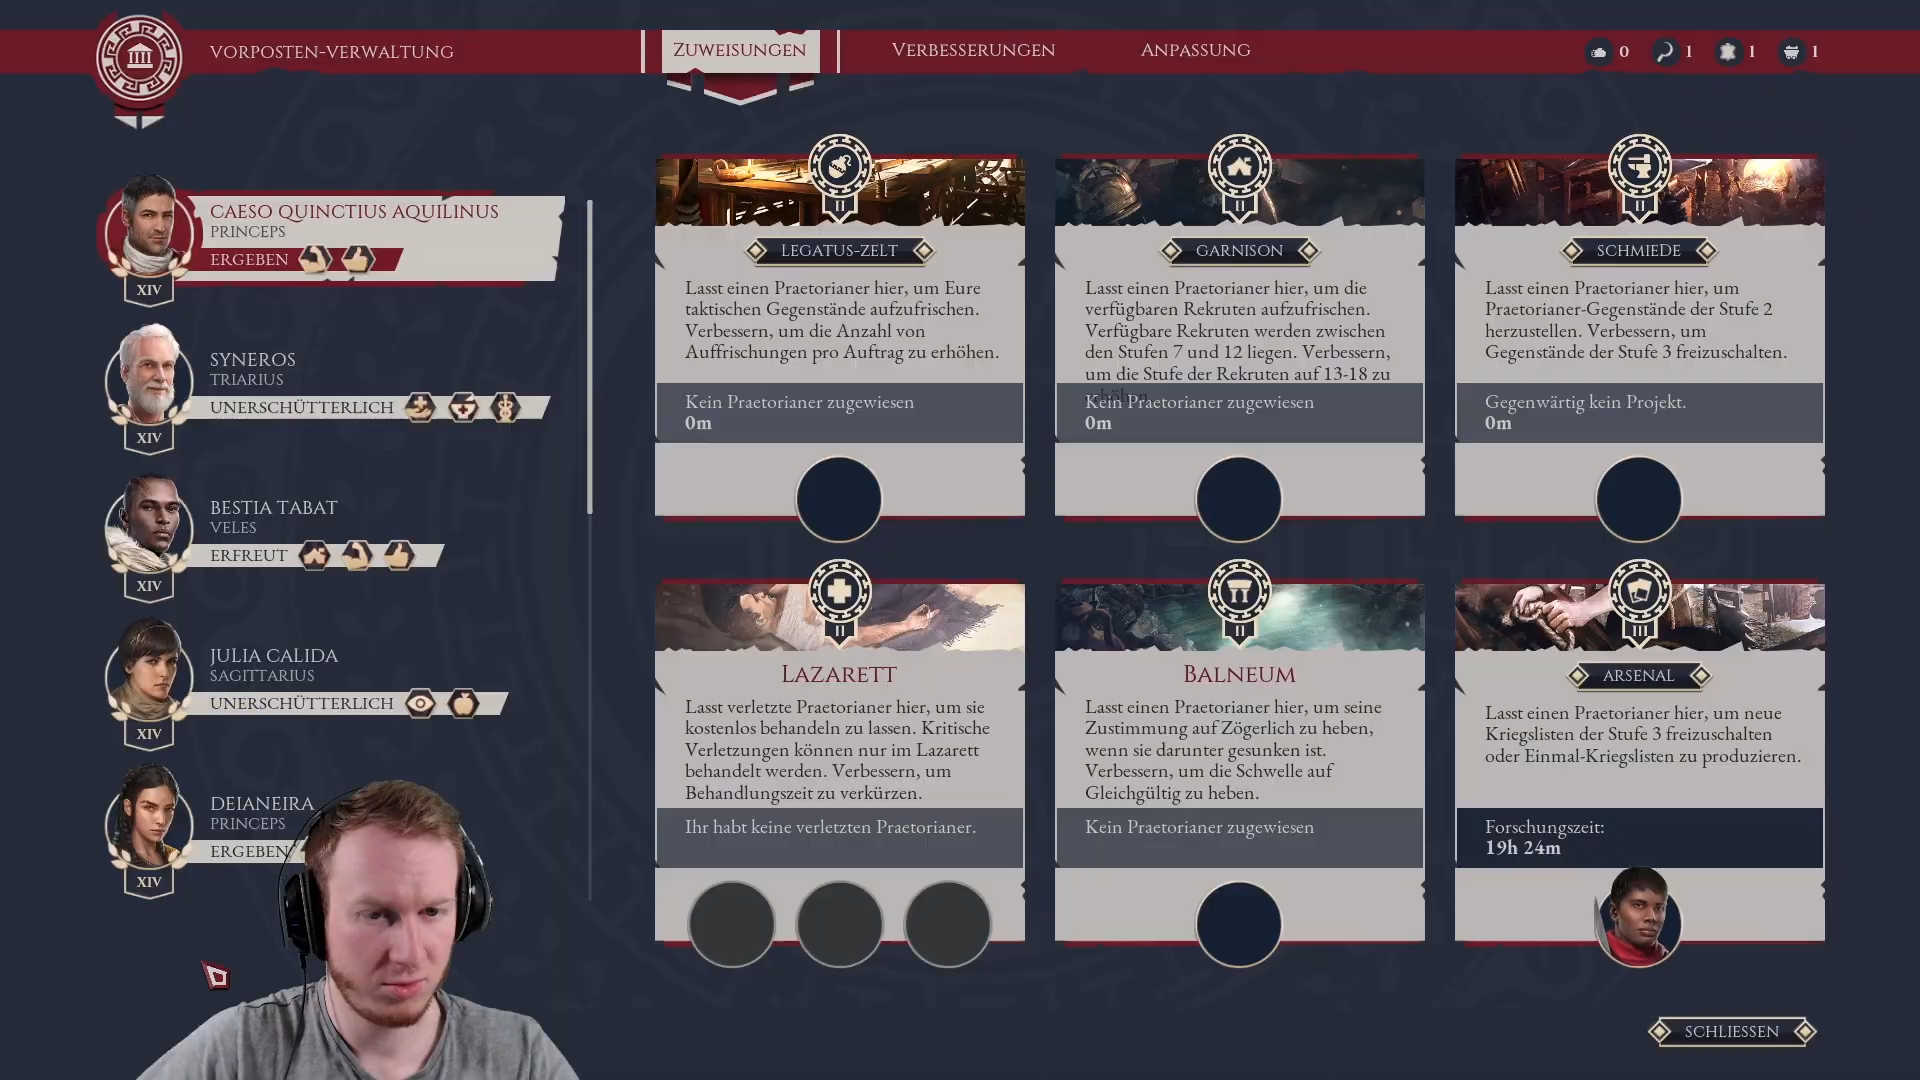 VORPOSTEN-VERWALTUNG
ZUWEISUNGEN
VERBESSERUNGEN
ANPASSUNG
0
1
1
1
CAESO QUINCTIUS AQUILINUS
PRINCEPS
ERGEBEN
XIV
SYNEROS
TRIARIUS
UNERSCHÜTTERLICH
XIV
BESTIA TABAT
VELES
ERFREUT
XIV
JULIA CALIDA
SAGITTARIUS
UNERSCHÜTTERLICH
XIV
DEIANEIRA
PRINCEPS
ERGEBEN
XIV
II
LEGATUS-ZELT
Lasst einen Praetorianer hier, um Eure
taktischen Gegenstände aufzufrischen.
Verbessern, um die Anzahl von
Auffrischungen pro Auftrag zu erhöhen.
Kein Praetorianer zugewiesen
0m
II
GARNISON
Lasst einen Praetorianer hier, um die
verfügbaren Rekruten aufzufrischen.
Verfügbare Rekruten werden zwischen
den Stufen 7 und 12 liegen. Verbessern,
um die Stufe der Rekruten auf 13-18 zu
Kein Praetorianer zugewiesen
0m
II
SCHMIEDE
Lasst einen Praetorianer hier, um
Praetorianer-Gegenstände der Stufe 2
herzustellen. Verbessern, um
Gegenstände der Stufe 3 freizuschalten.
Gegenwärtig kein Projekt.
0m
II
LAZARETT
Lasst verletzte Praetorianer hier, um sie
kostenlos behandeln zu lassen. Kritische
Verletzungen können nur im Lazarett
behandelt werden. Verbessern, um
Behandlungszeit zu verkürzen.
Ihr habt keine verletzten Praetorianer.
II
BALNEUM
Lasst einen Praetorianer hier, um seine
Zustimmung auf Zögerlich zu heben,
wenn sie darunter gesunken ist.
Verbessern, um die Schwelle auf
Gleichgültig zu heben.
Kein Praetorianer zugewiesen
III
ARSENAL
Lasst einen Praetorianer hier, um neue
Kriegslisten der Stufe 3 freizuschalten
oder Einmal-Kriegslisten zu produzieren.
Forschungszeit:
19h 24m
SCHLIESSEN